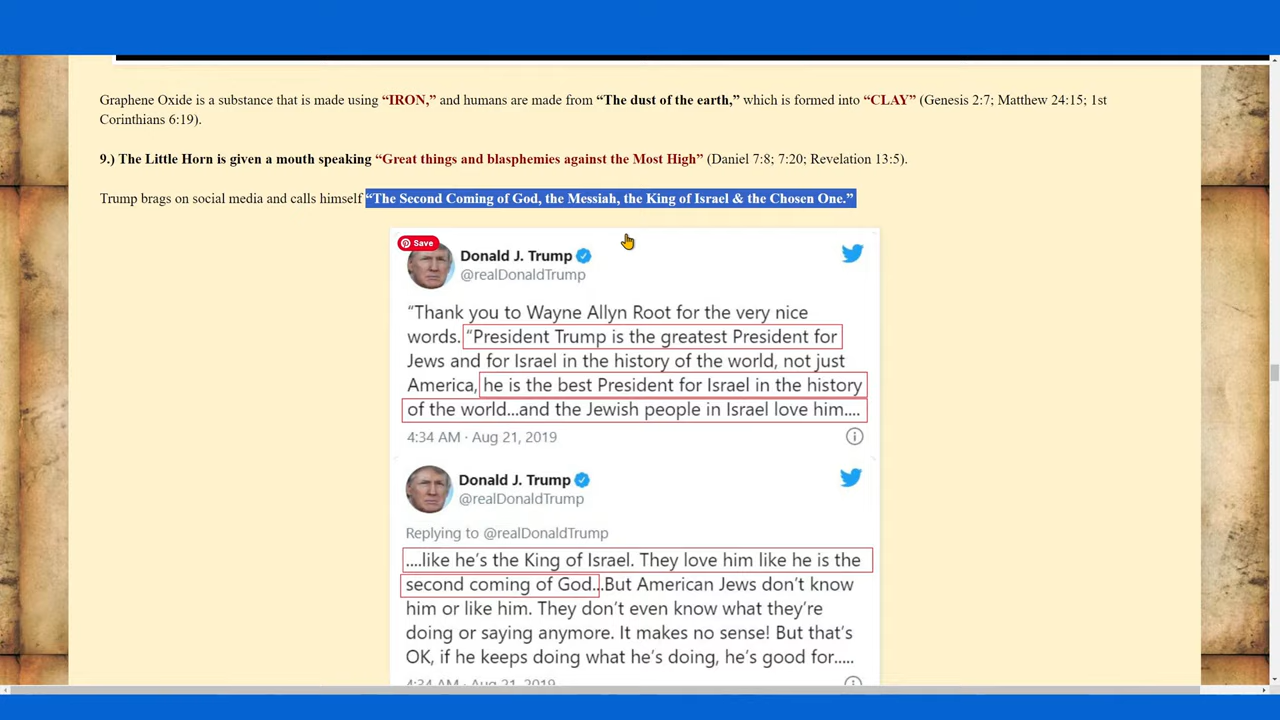 Graphene Oxide is a substance that is made using “IRON,” and humans are made from “The dust of the earth,” which is formed into “CLAY” (Genesis 2:7; Matthew 24:15; 1st
Corinthians 6:19).
9.) The Little Horn is given a mouth speaking “Great things and blasphemies against the Most High” (Daniel 7:8; 7:20; Revelation 13:5).
Trump brags on social media and calls himself “The Second Coming of God, the Messiah, the King of Israel & the Chosen One.”
Save
Donald J. Trump
@realDonaldTrump
“Thank you to Wayne Allyn Root for the very nice
words. “President Trump is the greatest President for
Jews and for Israel in the history of the world, not just
America, he is the best President for Israel in the history
of the world...and the Jewish people in Israel love him....
4:34 AM · Aug 21, 2019
Donald J. Trump
@realDonaldTrump
Replying to @realDonaldTrump
....like he’s the King of Israel. They love him like he is the
second coming of God...But American Jews don’t know
him or like him. They don’t even know what they’re
doing or saying anymore. It makes no sense! But that’s
OK, if he keeps doing what he’s doing, he’s good for.....
4:34 AM · Aug 21, 2019